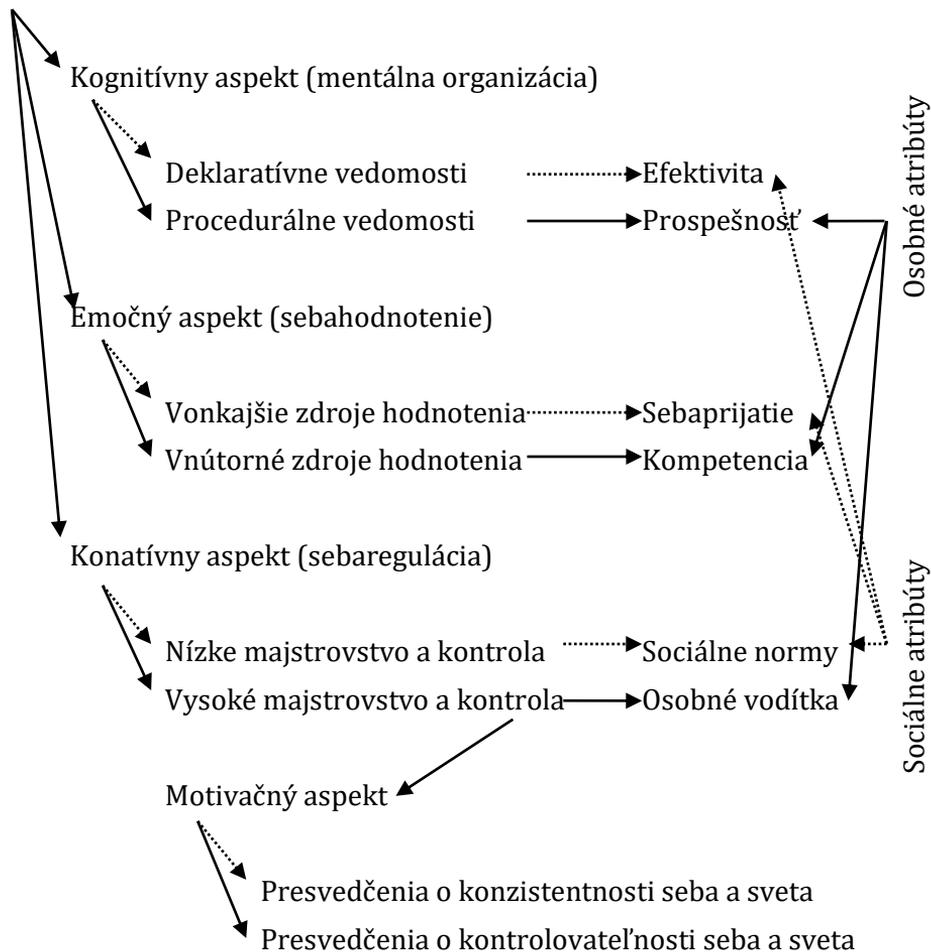 Kognitívny aspekt (mentálna organizácia)
Deklaratívne vedomosti Efektivita
Procedurálne vedomosti Prospešnosť
Osobné atribúty
Emočný aspekt (sebahodnotenie)
Vonkajšie zdroje hodnotenia Sebaprijatie
Vnútorné zdroje hodnotenia Kompetencia
Konatívny aspekt (sebaregulácia)
Nízke majstrovstvo a kontrola Sociálne normy
Vysoké majstrovstvo a kontrola Osobné vodítka
Sociálne atribúty
Motivačný aspekt
Presvedčenia o konzistentnosti seba a sveta
Presvedčenia o kontrolovateľnosti seba a sveta